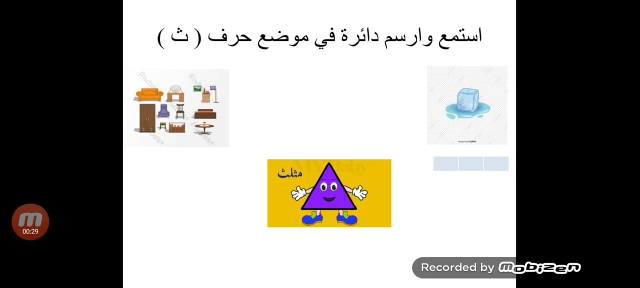 استمع وارسم دائرة في موضع حرف ( ث )
مثلث
00:29
Recorded by mobizen